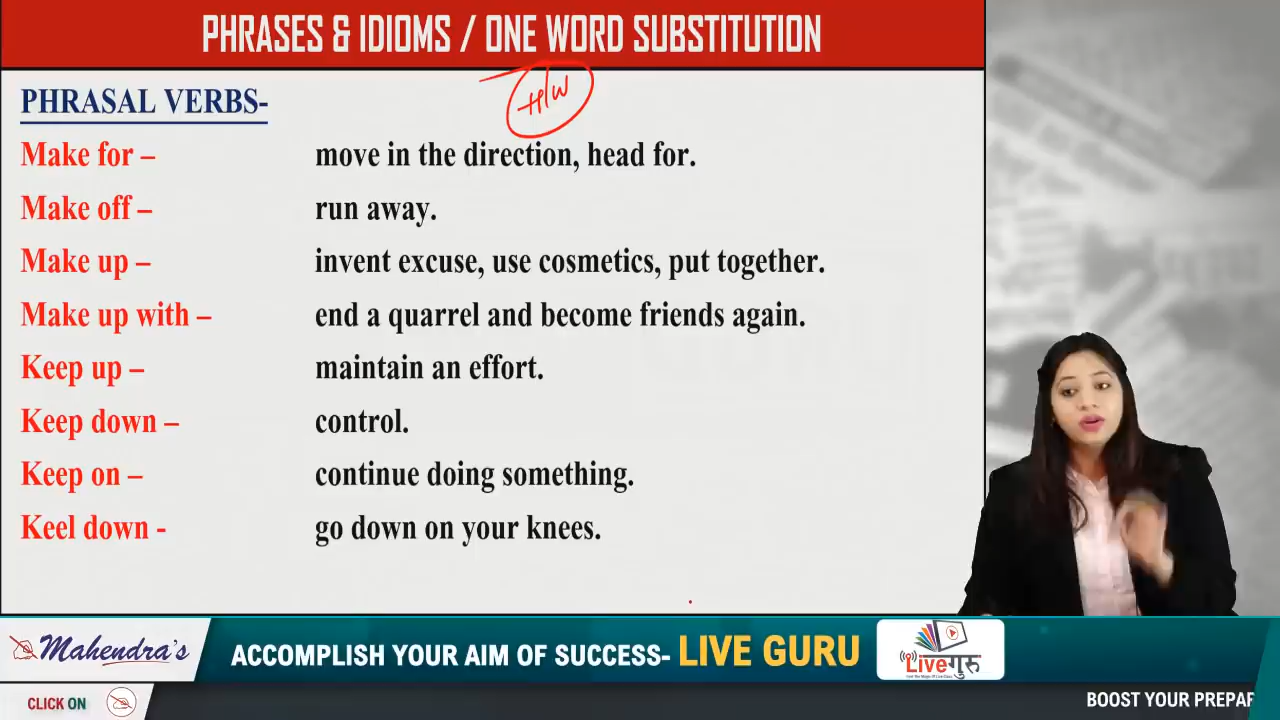 PHRASES & IDIOMS / ONE WORD SUBSTITUTION
H/W
PHRASAL VERBS-
Make for – move in the direction, head for.
Make off – run away.
Make up – invent excuse, use cosmetics, put together.
Make up with – end a quarrel and become friends again.
Keep up – maintain an effort.
Keep down – control.
Keep on – continue doing something.
Keel down - go down on your knees.
Mahendra's
ACCOMPLISH YOUR AIM OF SUCCESS- LIVE GURU
Liveगुरु
CLICK ON
BOOST YOUR PREPAR